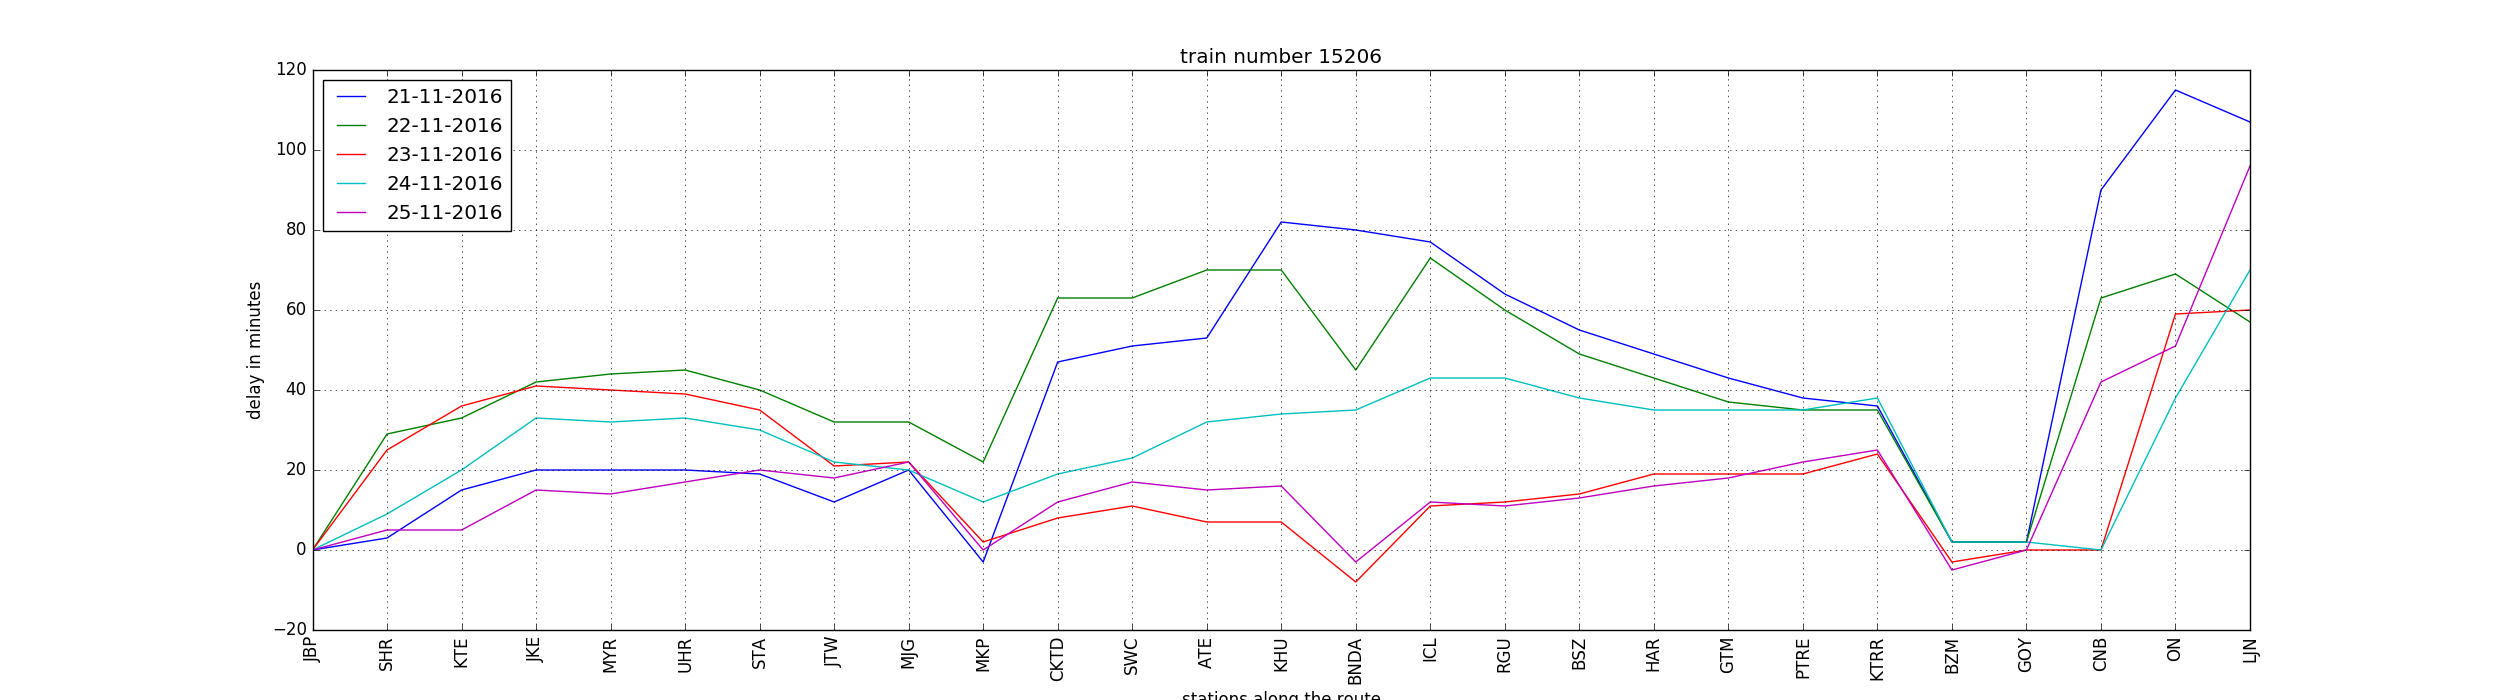 train number 15206
120
100
80
60
40
20
0
−20
delay in minutes
21-11-2016
22-11-2016
23-11-2016
24-11-2016
25-11-2016
JBP
SHR
KTE
JKE
MYR
UHR
STA
JTW
MJG
MKP
CKTD
SWC
ATE
KHU
BNDA
ICL
RGU
BSZ
HAR
GTM
PTRE
KTRR
BZM
GOY
CNB
ON
LJN
stations along the route